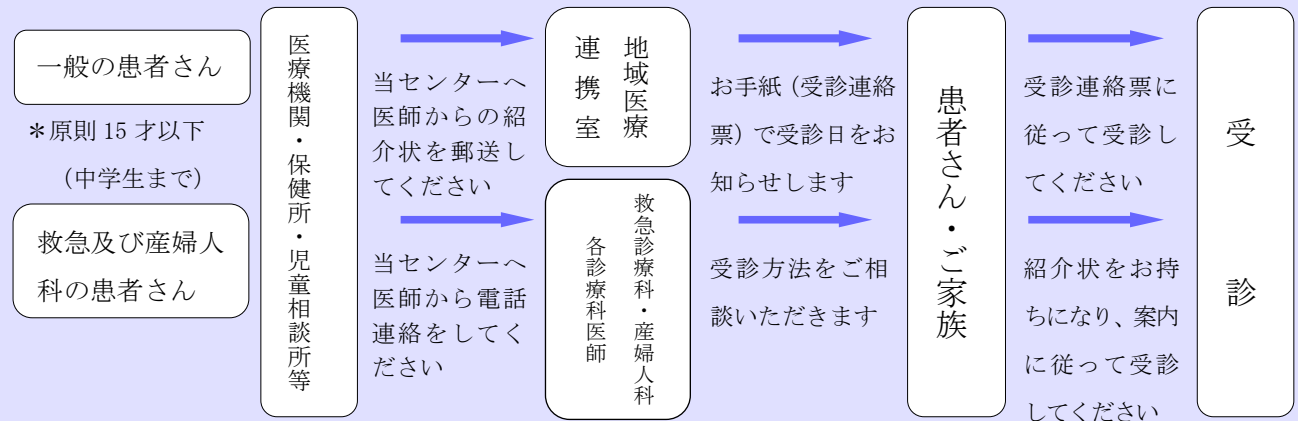 一般の患者さん
＊原則 15 才以下
（中学生まで）
救急及び産婦人
科の患者さん
医療機関・保健所・児童相談所等
当センターへ
医師からの紹
介状を郵送し
てください
当センターへ
医師から電話
連絡をしてく
ださい
地域医療
連携室
救急診療科・産婦人科
各診療科医師
お手紙（受診連絡
票）で受診日をお
知らせします
受診方法をご相
談いただきます
患者さん・ご家族
受診連絡票に
従って受診し
てください
紹介状をお持
ちになり、案内
に従って受診
してください
受診